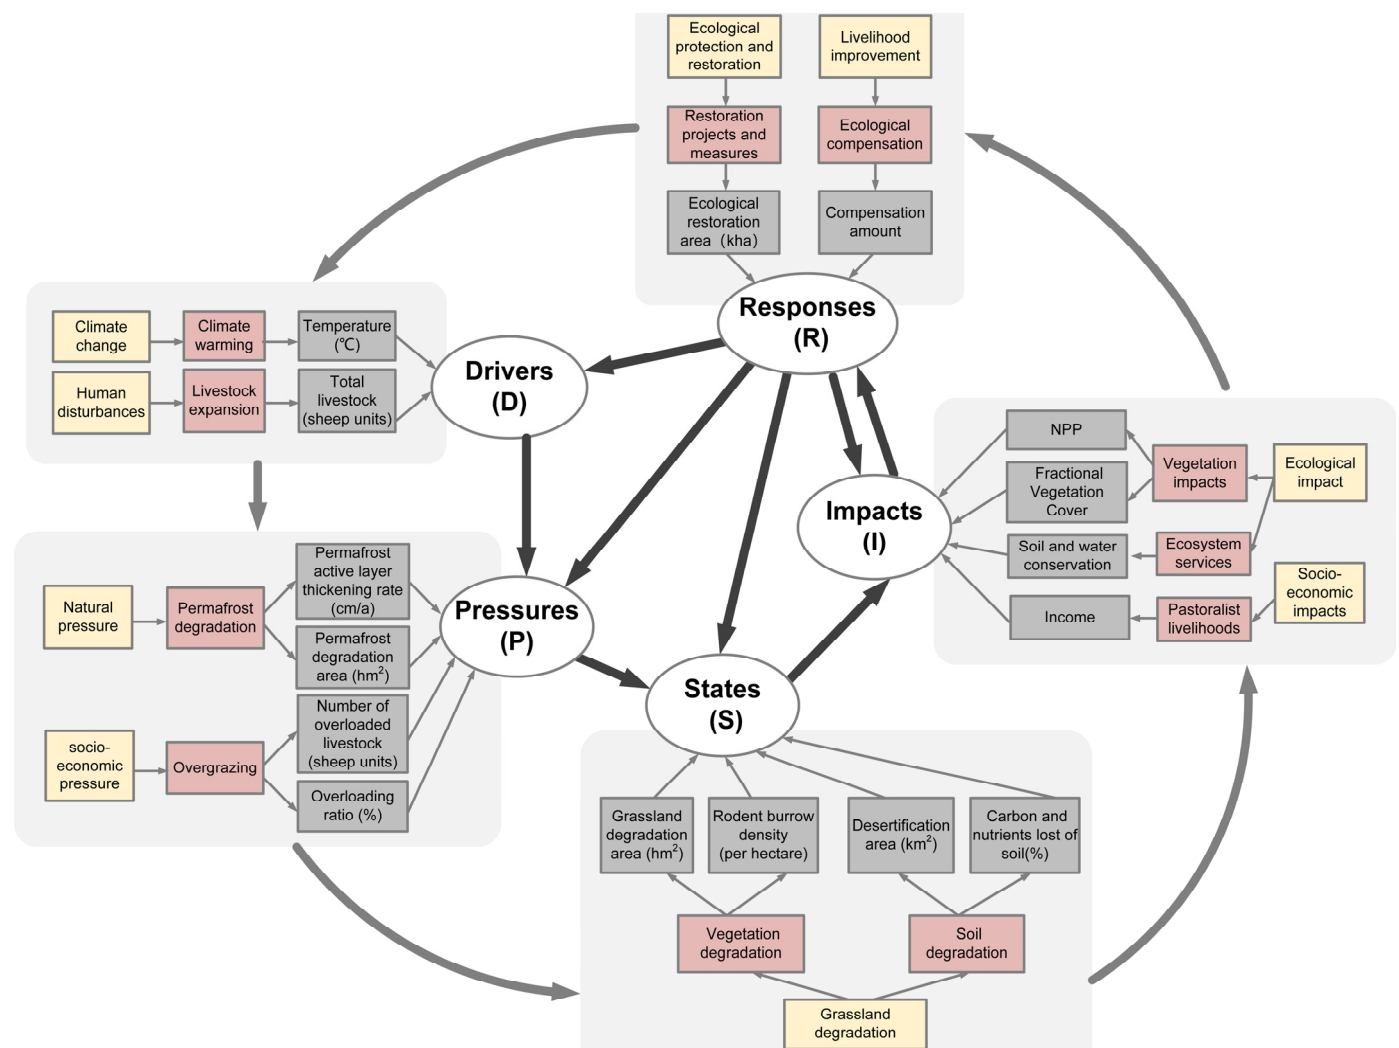 Ecological
protection and
restoration
Livelihood
improvement
Restoration
projects and
measures
Ecological
compensation
Ecological
restoration
area（kha）
Compensation
amount
Responses
(R)
Climate
change
Climate
warming
Temperature
(℃)
Human
disturbances
Livestock
expansion
Total
livestock
(sheep units)
Drivers
(D)
NPP
Fractional
Vegetation
Cover
Vegetation
impacts
Ecological
impact
Soil and water
conservation
Ecosystem
services
Income
Pastoralist
livelihoods
Socio-
economic
impacts
Impacts
(I)
Natural
pressure
Permafrost
degradation
Permafrost
active layer
thickening rate
(cm/a)
Permafrost
degradation
area (hm²)
socio-
economic
pressure
Overgrazing
Number of
overloaded
livestock
(sheep units)
Overloading
ratio (%)
Pressures
(P)
States
(S)
Grassland
degradation
area (hm²)
Rodent burrow
density
(per hectare)
Desertification
area (km²)
Carbon and
nutrients lost of
soil(%)
Vegetation
degradation
Soil
degradation
Grassland
degradation